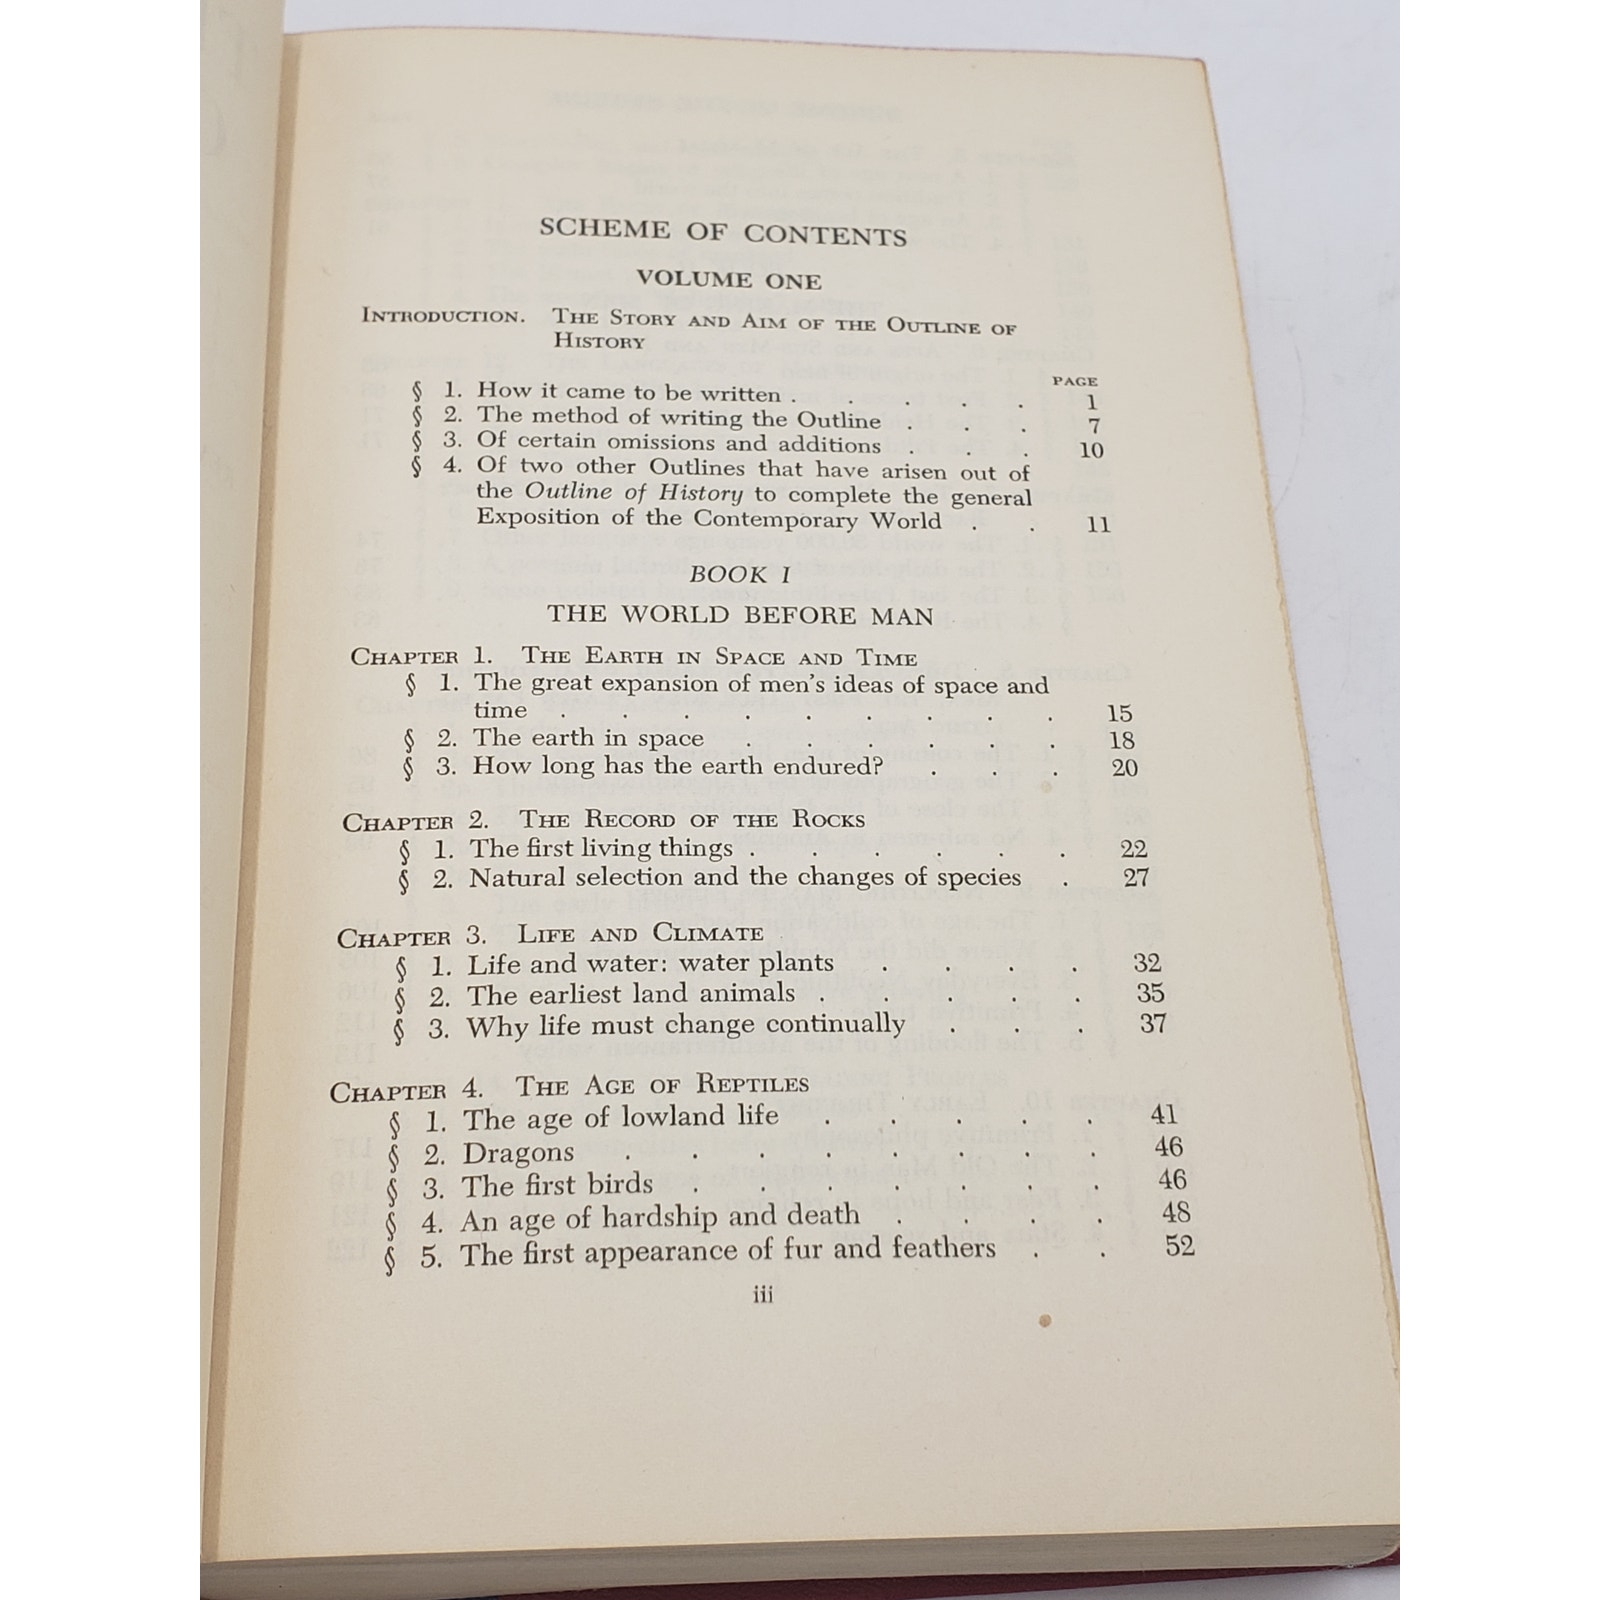 SCHEME OF CONTENTS
VOLUME ONE
INTRODUCTION. THE STORY AND AIM OF THE OUTLINE OF
HISTORY
PAGE
§ 1. How it came to be written . . . . . 1
§ 2. The method of writing the Outline . . . 7
§ 3. Of certain omissions and additions . . . 10
§ 4. Of two other Outlines that have arisen out of
the Outline of History to complete the general
Exposition of the Contemporary World . . 11
BOOK I
THE WORLD BEFORE MAN
CHAPTER 1. THE EARTH IN SPACE AND TIME
§ 1. The great expansion of men's ideas of space and
time . . . . . . . . . 15
§ 2. The earth in space . . . . . . 18
§ 3. How long has the earth endured? . . . 20
CHAPTER 2. THE RECORD OF THE ROCKS
§ 1. The first living things . . . . . . 22
§ 2. Natural selection and the changes of species . 27
CHAPTER 3. LIFE AND CLIMATE
§ 1. Life and water: water plants . . . . 32
§ 2. The earliest land animals . . . . . 35
§ 3. Why life must change continually . . . 37
CHAPTER 4. THE AGE OF REPTILES
§ 1. The age of lowland life . . . . . 41
§ 2. Dragons . . . . . . . . 46
§ 3. The first birds . . . . . . . 46
§ 4. An age of hardship and death . . . . 48
§ 5. The first appearance of fur and feathers . . 52
iii